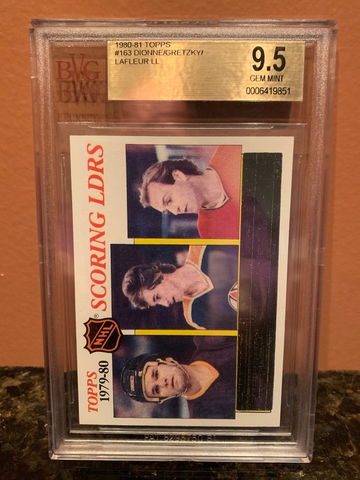 BVG
1980-81 TOPPS
#163 DIONNE/GRETZKY/
LAFLEUR LL
9.5
GEM MINT
0006419851
TOPPS
1979-80
NHL
®
SCORING LDRS